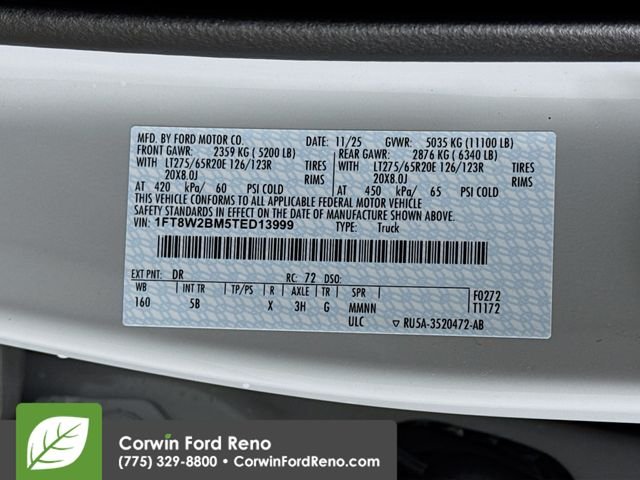 MFD. BY FORD MOTOR CO. DATE: 11/25 GVWR: 5035 KG (11100 LB)
FRONT GAWR: 2359 KG ( 5200 LB) REAR GAWR: 2876 KG ( 6340 LB)
WITH LT275/65R20E 126/123R TIRES WITH LT275/65R20E 126/123R TIRES
20X8.0J RIMS 20X8.0J RIMS
AT 420 kPa/ 60 PSI COLD AT 450 kPa/ 65 PSI COLD
THIS VEHICLE CONFORMS TO ALL APPLICABLE FEDERAL MOTOR VEHICLE
SAFETY STANDARDS IN EFFECT ON THE DATE OF MANUFACTURE SHOWN ABOVE.
VIN: 1FT8W2BM5TED13999 TYPE: Truck
EXT PNT: DR RC: 72 DSO:
WB INT TR TP/PS R AXLE TR SPR F0272
160 5B X 3H G MMNN T1172
ULC ▽ RU5A-3520472-AB
Corwin Ford Reno
(775) 329-8800 • CorwinFordReno.com